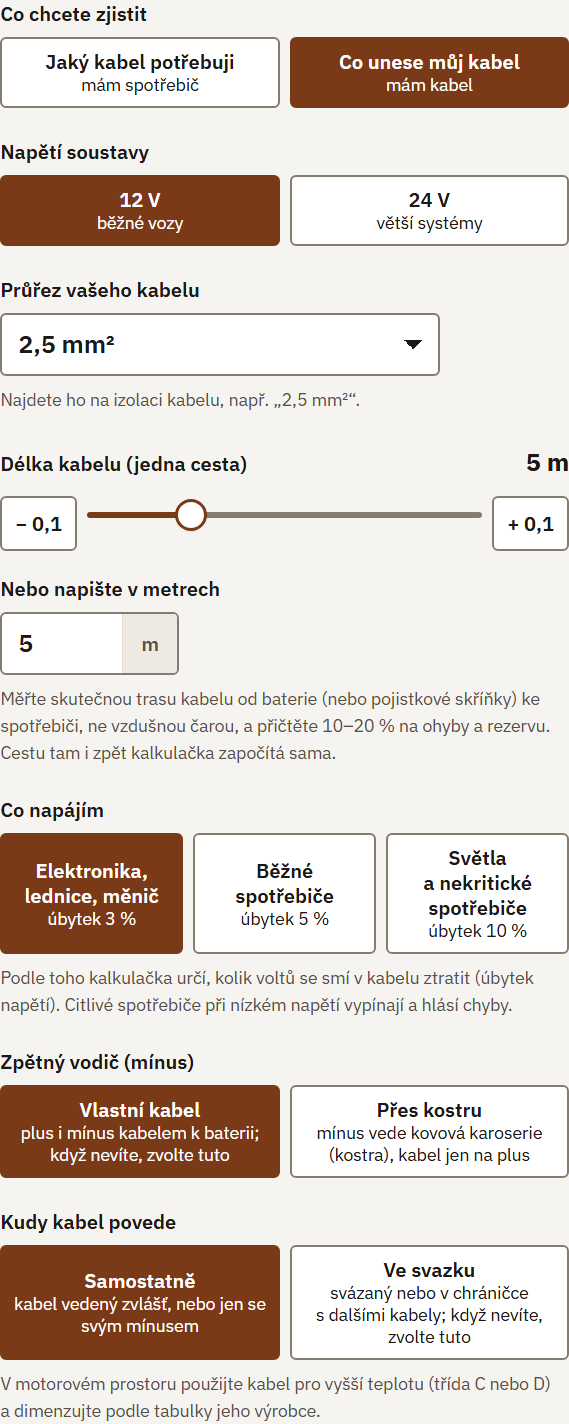 Co chcete zjistit
Jaký kabel potřebuji
mám spotřebič
Co unese můj kabel
mám kabel
Napětí soustavy
12 V
běžné vozy
24 V
větší systémy
Průřez vašeho kabelu
2,5 mm²
Najdete ho na izolaci kabelu, např. „2,5 mm²“.
Délka kabelu (jedna cesta)
5 m
− 0,1
+ 0,1
Nebo napište v metrech
5
m
Měřte skutečnou trasu kabelu od baterie (nebo pojistkové skříňky) ke
spotřebiči, ne vzdušnou čarou, a přičtěte 10–20 % na ohyby a rezervu.
Cestu tam i zpět kalkulačka započítá sama.
Co napájím
Elektronika,
lednice, měnič
úbytek 3 %
Běžné
spotřebiče
úbytek 5 %
Světla
a nekritické
spotřebiče
úbytek 10 %
Podle toho kalkulačka určí, kolik voltů se smí v kabelu ztratit (úbytek
napětí). Citlivé spotřebiče při nízkém napětí vypínají a hlásí chyby.
Zpětný vodič (mínus)
Vlastní kabel
plus i mínus kabelem k baterii;
když nevíte, zvolte tuto
Přes kostru
mínus vede kovová karoserie
(kostra), kabel jen na plus
Kudy kabel povede
Samostatně
kabel vedený zvlášť, nebo jen se
svým mínusem
Ve svazku
svázaný nebo v chráničce
s dalšími kabely; když nevíte,
zvolte tuto
V motorovém prostoru použijte kabel pro vyšší teplotu (třída C nebo D)
a dimenzujte podle tabulky jeho výrobce.